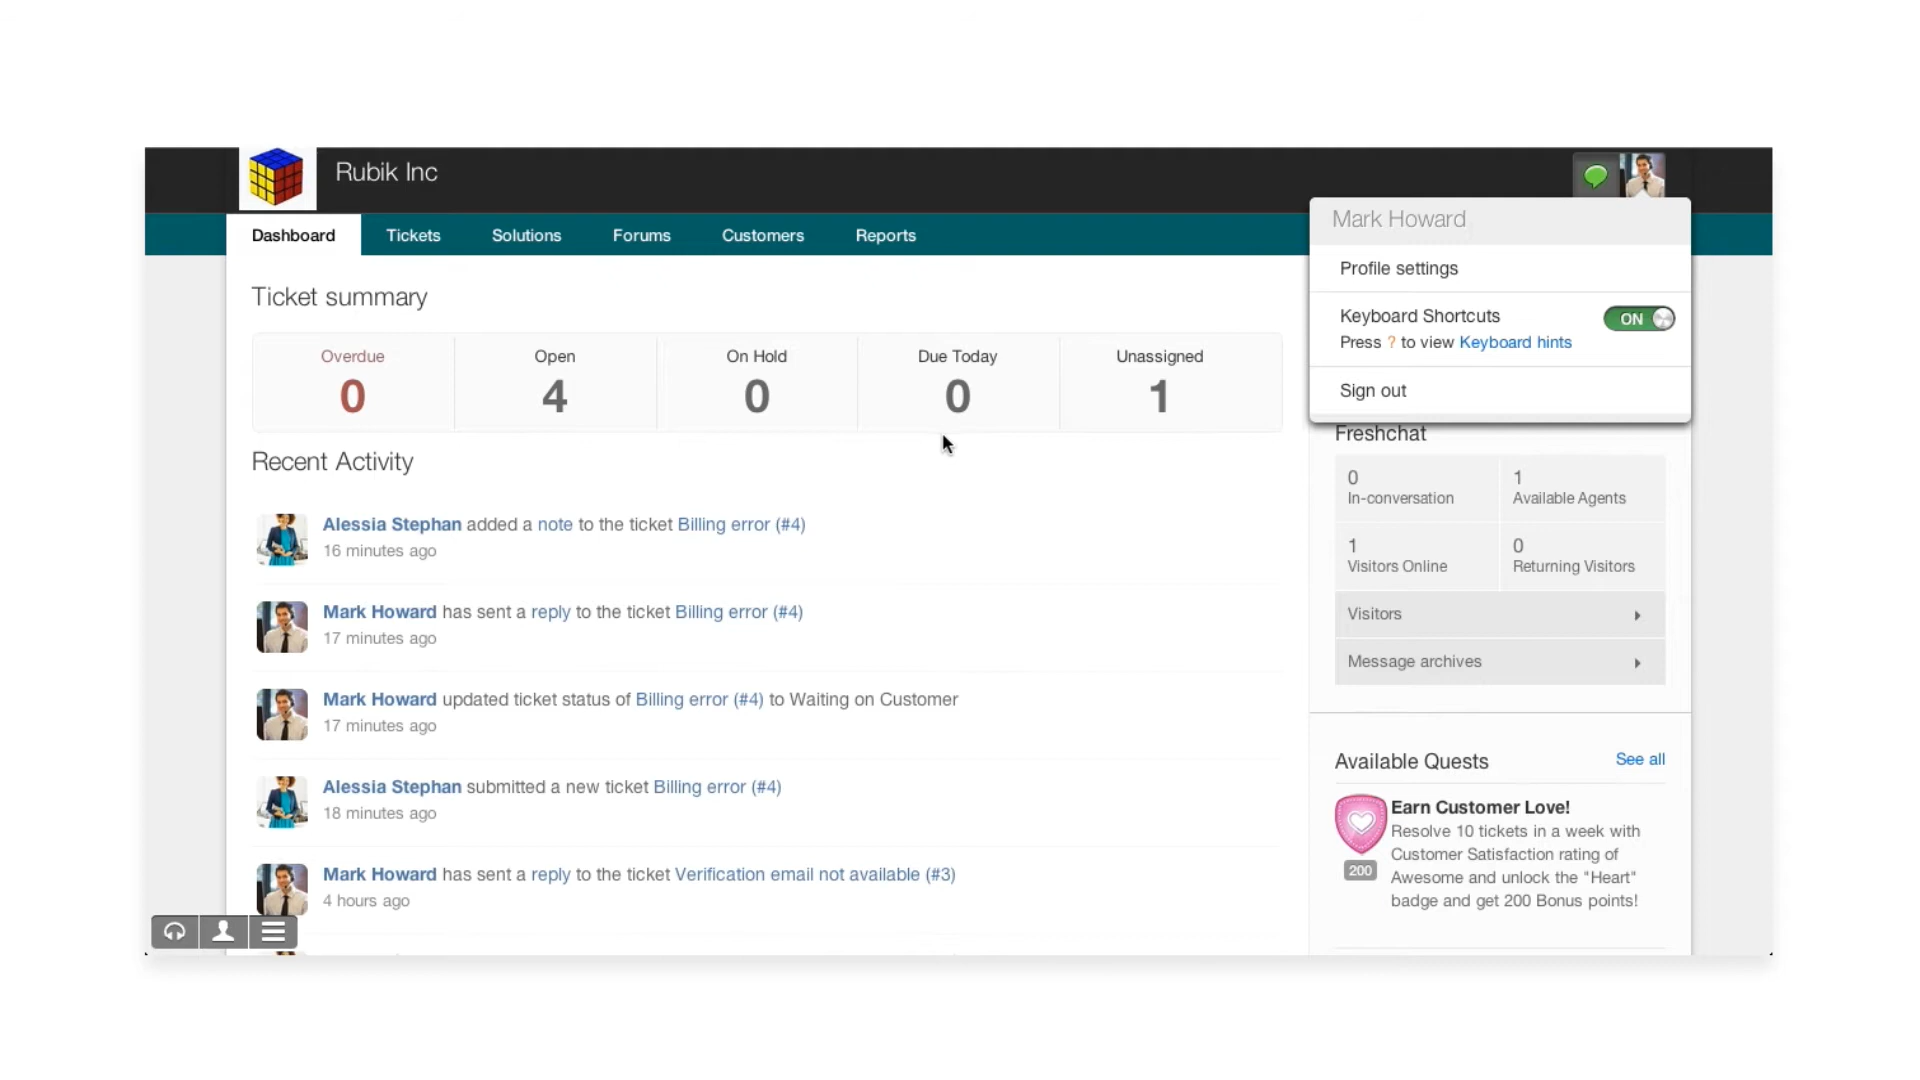 Rubik Inc
Dashboard
Tickets
Solutions
Forums
Customers
Reports
Mark Howard
Profile settings
Keyboard Shortcuts
ON
Press ? to view Keyboard hints
Sign out
Ticket summary
Overdue
0
Open
4
On Hold
0
Due Today
0
Unassigned
1
Recent Activity
Alessia Stephan added a note to the ticket Billing error (#4)
16 minutes ago
Mark Howard has sent a reply to the ticket Billing error (#4)
17 minutes ago
Mark Howard updated ticket status of Billing error (#4) to Waiting on Customer
17 minutes ago
Alessia Stephan submitted a new ticket Billing error (#4)
18 minutes ago
Mark Howard has sent a reply to the ticket Verification email not available (#3)
4 hours ago
Freshchat
0
In-conversation
1
Available Agents
1
Visitors Online
0
Returning Visitors
Visitors
Message archives
Available Quests
See all
Earn Customer Love!
200
Resolve 10 tickets in a week with
Customer Satisfaction rating of
Awesome and unlock the "Heart"
badge and get 200 Bonus points!